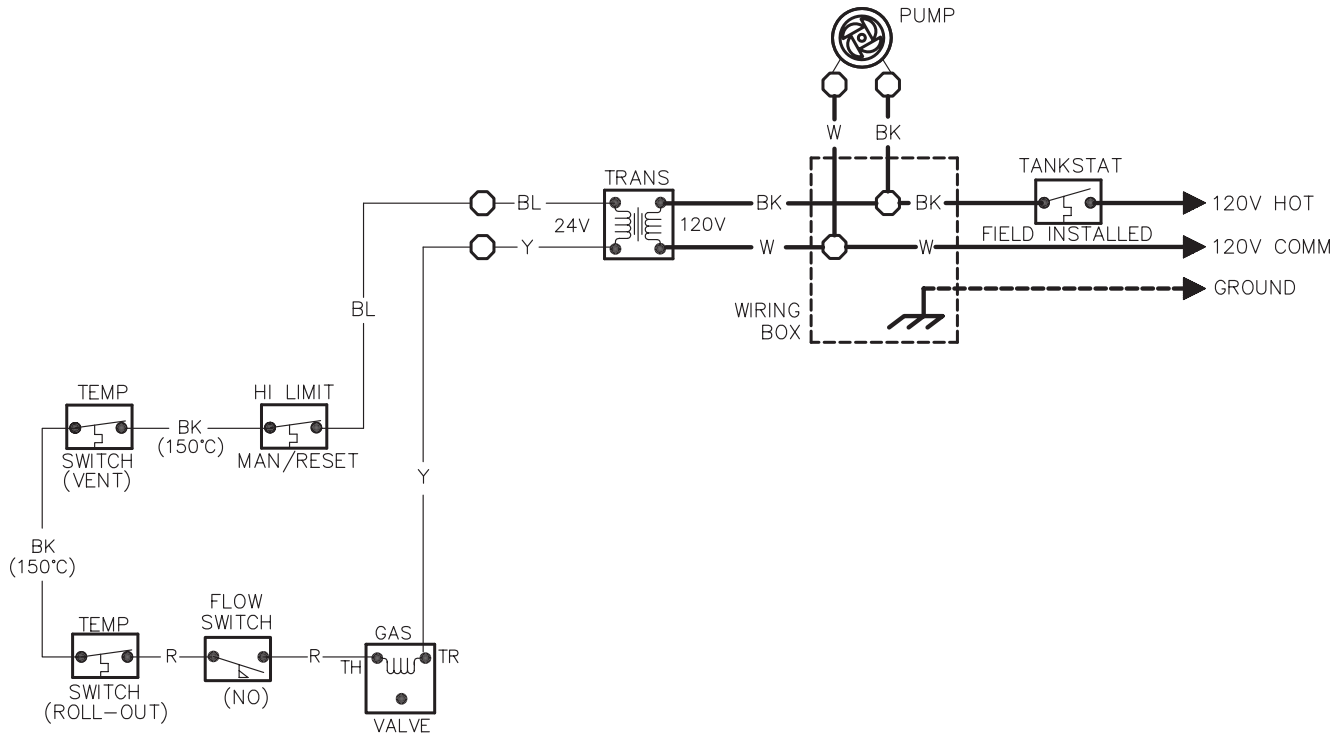 PUMP
W
BK
TRANS
TANKSTAT
BL
24V
120V
BK
BK
120V HOT
FIELD INSTALLED
Y
W
W
120V COMM
GROUND
WIRING
BOX
BL
TEMP
HI LIMIT
BK
(150°C)
SWITCH
(VENT)
MAN/RESET
Y
BK
(150°C)
FLOW
SWITCH
TEMP
GAS
R
R
TH
TR
SWITCH
(ROLL-OUT)
(NO)
VALVE